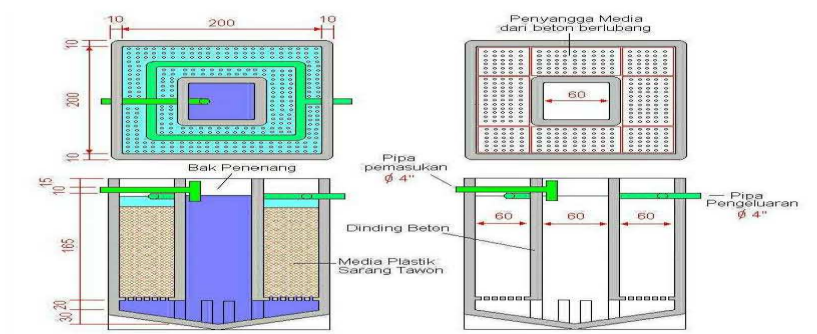 10
200
10
10
200
10
Penyangga Media
dari beton berlubang
60
Bak Penenang
Pipa
pemasukan
Ø 4"
15
10
165
20
30
60
60
60
Pipa
Pengeluaran
Ø 4"
Dinding Beton
Media Plastik
Sarang Tawon